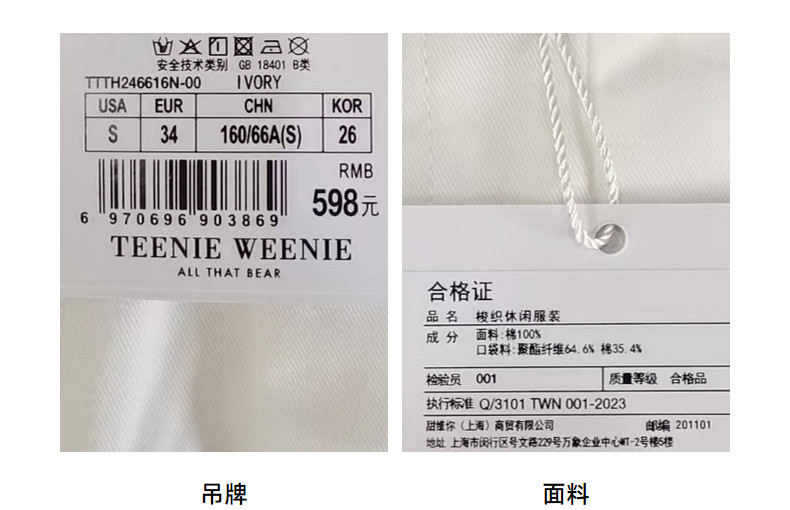 安全技术类别 GB 18401 B类
TTTH246616N-00 IVORY
USA EUR CHN KOR
S 34 160/66A(S) 26
RMB
598元
6 970696 903869
TEENIE WEENIE
ALL THAT BEAR
吊牌
合格证
品 名 梭织休闲服装
成 分 面料:棉100%
口袋料:聚酯纤维64.6% 棉35.4%
检验员 001 质量等级 合格品
执行标准 Q/3101 TWN 001-2023
甜维你（上海）商贸有限公司 邮编 201101
地址 上海市闵行区号文路229号万象企业中心MT-2号楼5楼
面料